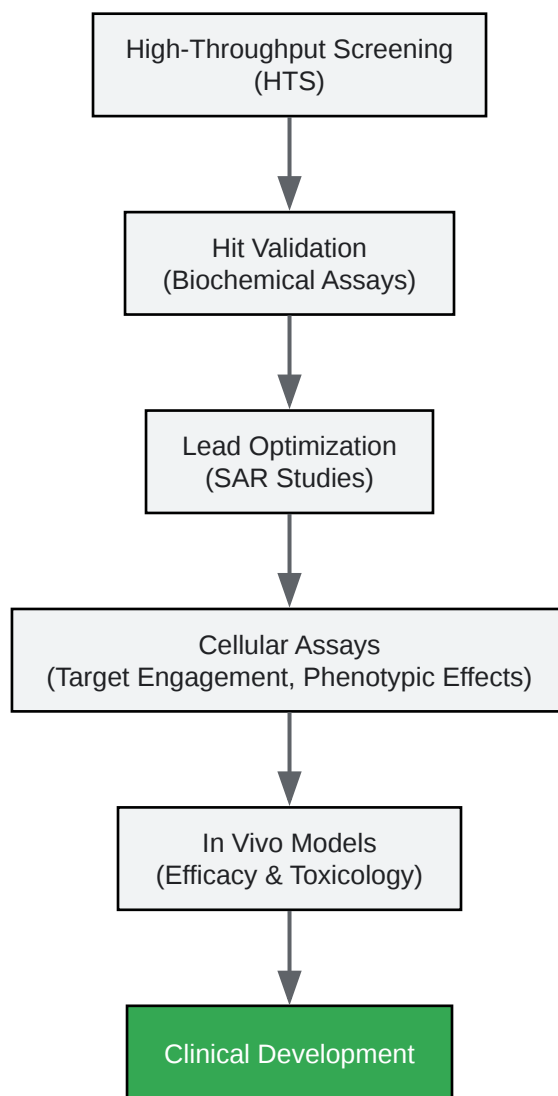 High-Throughput Screening
(HTS)
Hit Validation
(Biochemical Assays)
Lead Optimization
(SAR Studies)
Cellular Assays
(Target Engagement, Phenotypic Effects)
In Vivo Models
(Efficacy & Toxicology)
Clinical Development